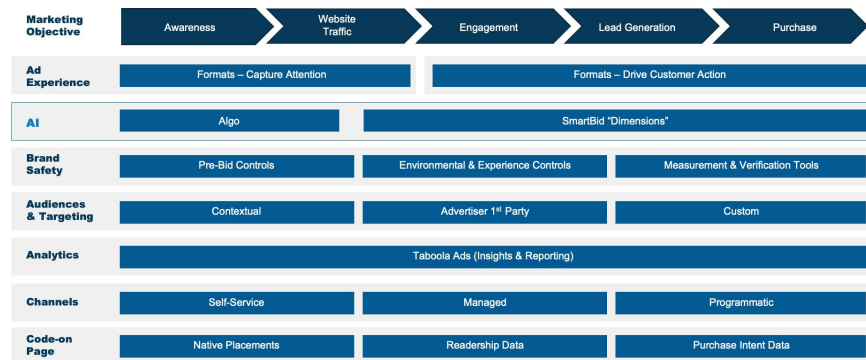 Marketing
Objective
Awareness
Website
Traffic
Engagement
Lead Generation
Purchase
Ad
Experience
Formats – Capture Attention
Formats – Drive Customer Action
AI
Algo
SmartBid “Dimensions”
Brand
Safety
Pre-Bid Controls
Environmental & Experience Controls
Measurement & Verification Tools
Audiences
& Targeting
Contextual
Advertiser 1st Party
Custom
Analytics
Taboola Ads (Insights & Reporting)
Channels
Self-Service
Managed
Programmatic
Code-on
Page
Native Placements
Readership Data
Purchase Intent Data